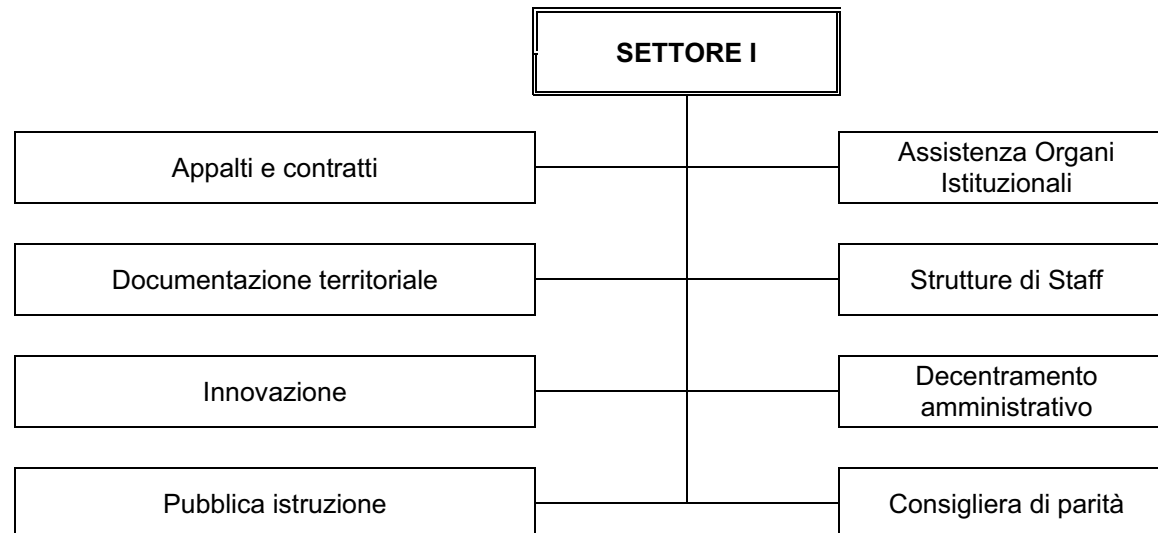 SETTORE I
Appalti e contratti
Assistenza Organi
Istituzionali
Documentazione territoriale
Strutture di Staff
Innovazione
Decentramento
amministrativo
Pubblica istruzione
Consigliera di parità